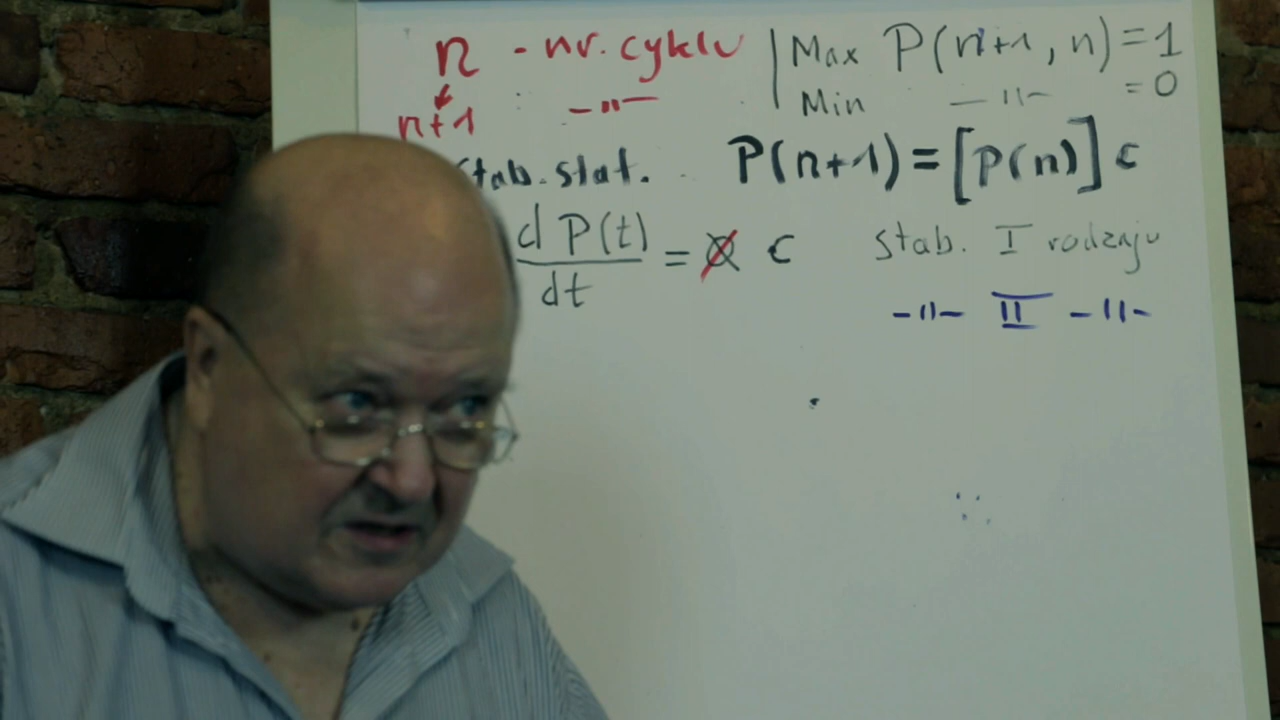 n - nr. cyklu | Max P(n+1, n) = 1
n+1 -"- Min -"- = 0
stab. stat. P(n+1) = [P(n)] c
d P(t)
dt = 0 c stab. I rodzaju
-"- II -"-